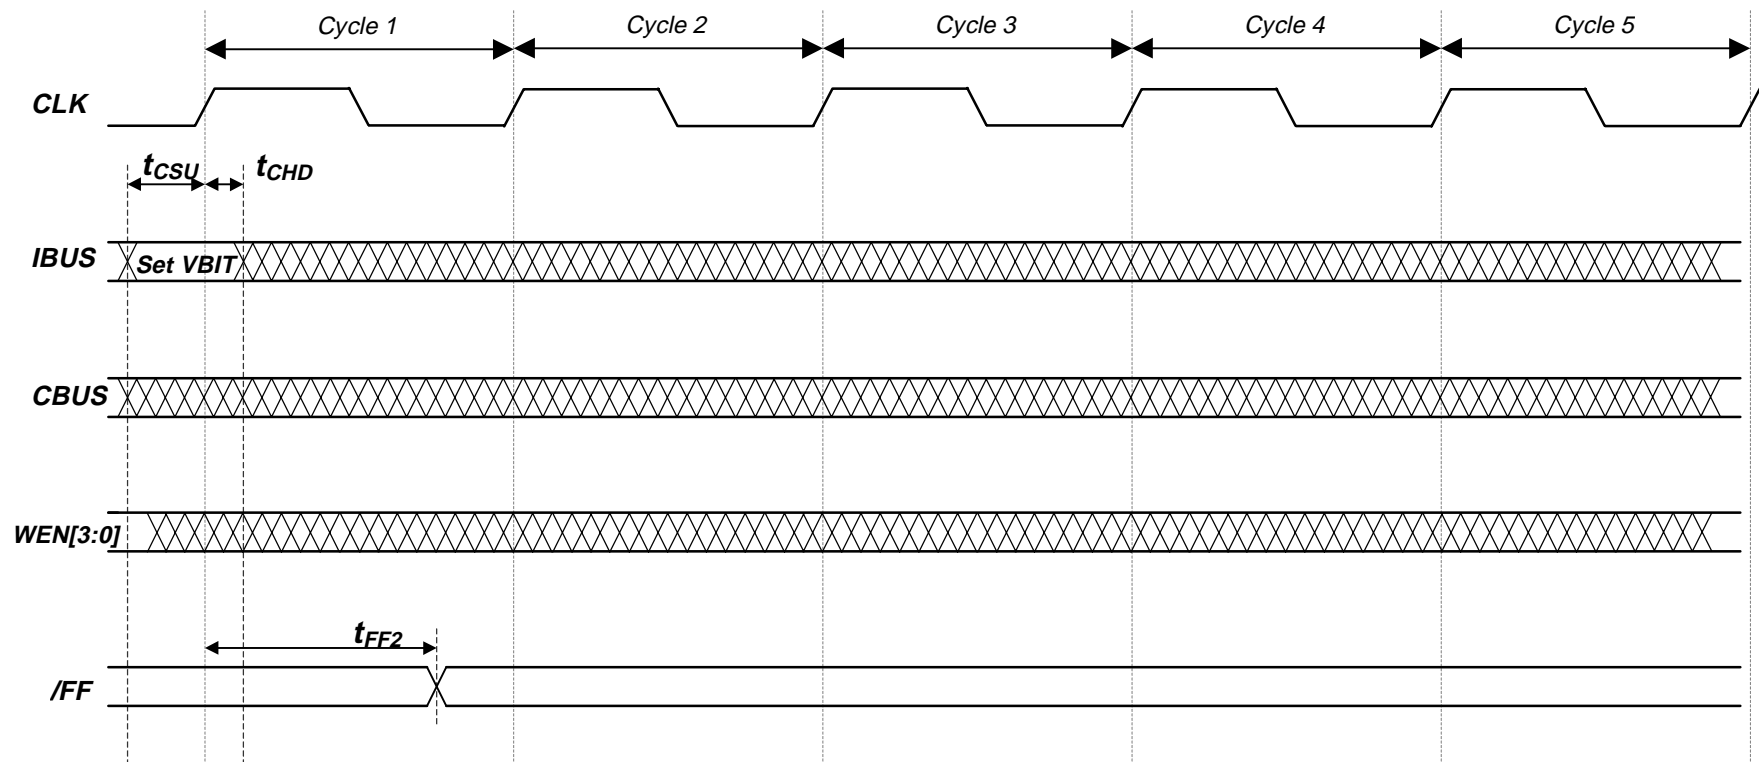 Cycle 1 Cycle 2 Cycle 3 Cycle 4 Cycle 5
CLK
tCSU tCHD
IBUS Set VBIT
CBUS
WEN[3:0]
tFF2
/FF